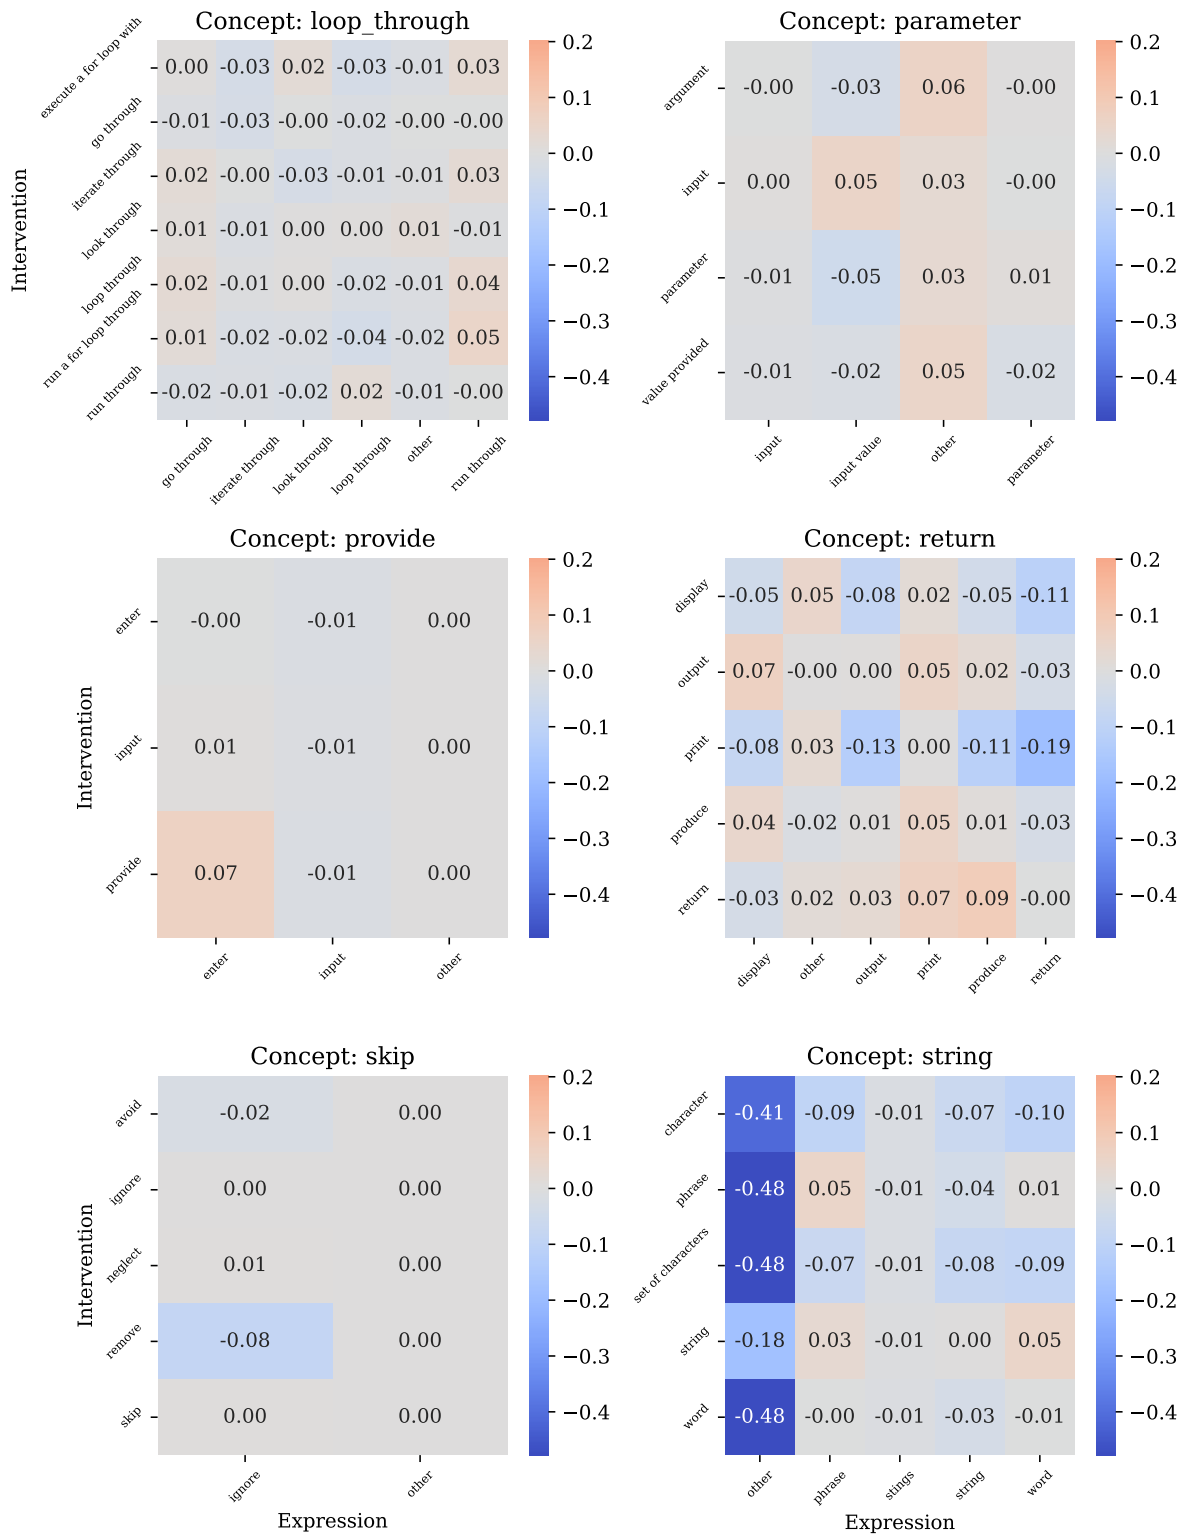 Concept: loop_through
Intervention
execute a for loop with
0.00 -0.03 0.02 -0.03 -0.01 0.03
go through
-0.01 -0.03 -0.00 -0.02 -0.00 -0.00
iterate through
0.02 -0.00 -0.03 -0.01 -0.01 0.03
look through
0.01 -0.01 0.00 0.00 0.01 -0.01
loop through
0.02 -0.01 0.00 -0.02 -0.01 0.04
run a for loop through
0.01 -0.02 -0.02 -0.04 -0.02 0.05
run through
-0.02 -0.01 -0.02 0.02 -0.01 -0.00
go through iterate through look through loop through other run through
0.2
0.1
0.0
−0.1
−0.2
−0.3
−0.4
Concept: parameter
argument
-0.00 -0.03 0.06 -0.00
input
0.00 0.05 0.03 -0.00
parameter
-0.01 -0.05 0.03 0.01
value provided
-0.01 -0.02 0.05 -0.02
input input value other parameter
0.2
0.1
0.0
−0.1
−0.2
−0.3
−0.4
Concept: provide
Intervention
enter
-0.00 -0.01 0.00
input
0.01 -0.01 0.00
provide
0.07 -0.01 0.00
enter input other
0.2
0.1
0.0
−0.1
−0.2
−0.3
−0.4
Concept: return
display
-0.05 0.05 -0.08 0.02 -0.05 -0.11
output
0.07 -0.00 0.00 0.05 0.02 -0.03
print
-0.08 0.03 -0.13 0.00 -0.11 -0.19
produce
0.04 -0.02 0.01 0.05 0.01 -0.03
return
-0.03 0.02 0.03 0.07 0.09 -0.00
display other output print produce return
0.2
0.1
0.0
−0.1
−0.2
−0.3
−0.4
Concept: skip
Intervention
avoid
-0.02 0.00
ignore
0.00 0.00
neglect
0.01 0.00
remove
-0.08 0.00
skip
0.00 0.00
ignore other
Expression
0.2
0.1
0.0
−0.1
−0.2
−0.3
−0.4
Concept: string
character
-0.41 -0.09 -0.01 -0.07 -0.10
phrase
-0.48 0.05 -0.01 -0.04 0.01
set of characters
-0.48 -0.07 -0.01 -0.08 -0.09
string
-0.18 0.03 -0.01 0.00 0.05
word
-0.48 -0.00 -0.01 -0.03 -0.01
other phrase stings string word
Expression
0.2
0.1
0.0
−0.1
−0.2
−0.3
−0.4